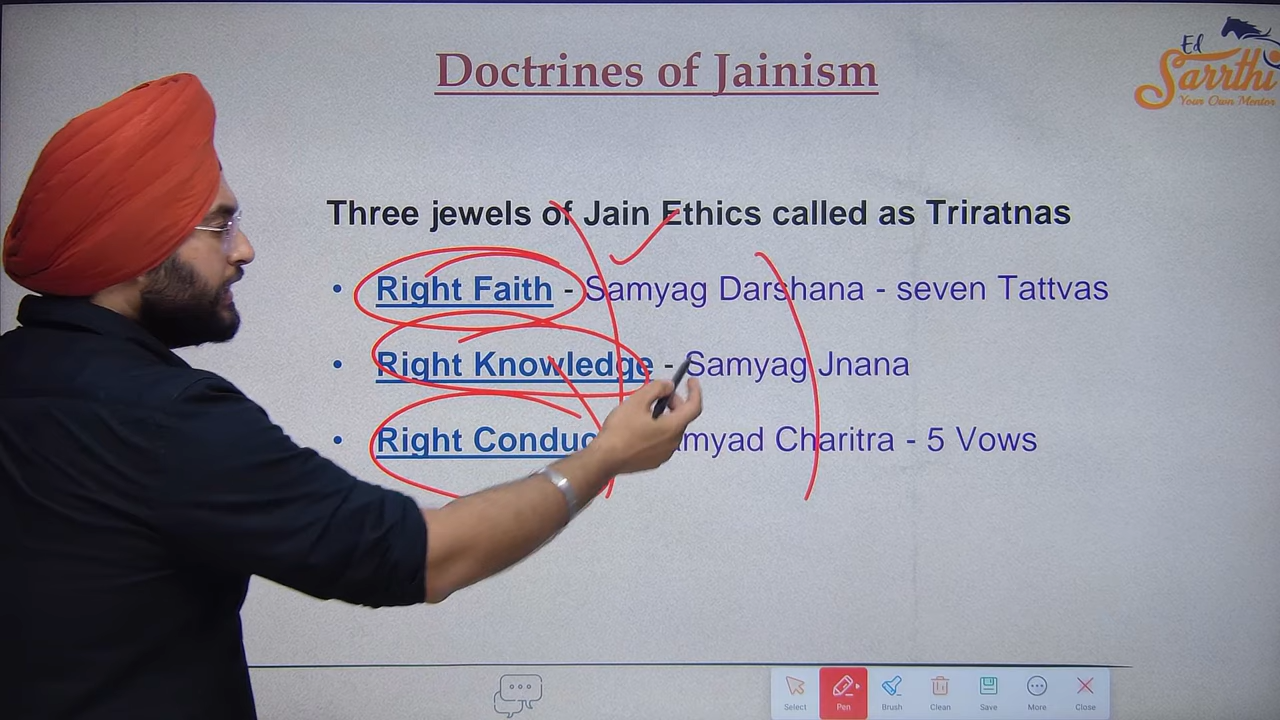 Doctrines of Jainism
Ed
Sarrthi
Your Own Mentor
Three jewels of Jain Ethics called as Triratnas
• Right Faith - Samyag Darshana - seven Tattvas
• Right Knowledge - Samyag Jnana
• Right Conduc myad Charitra - 5 Vows
Select Pen Brush Clean Save More Close